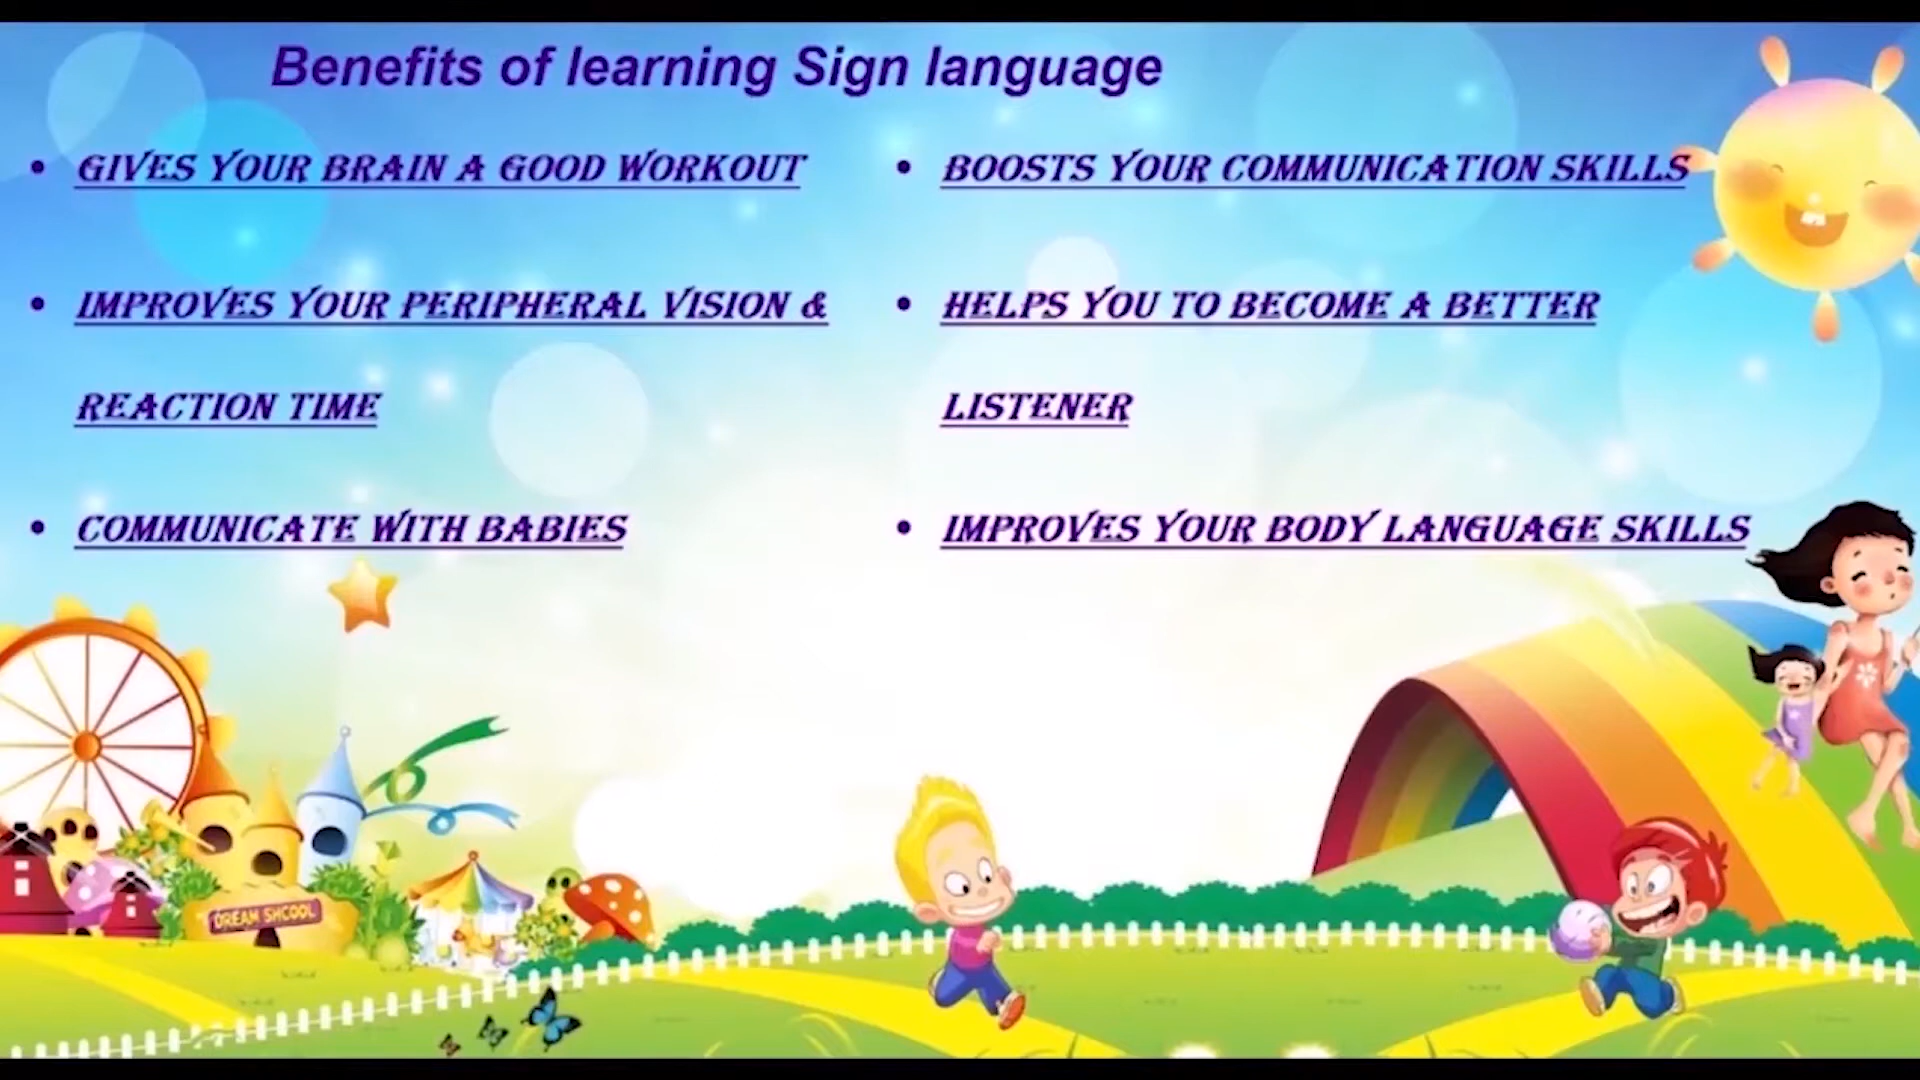 Benefits of learning Sign language
• GIVES YOUR BRAIN A GOOD WORKOUT
• IMPROVES YOUR PERIPHERAL VISION &
REACTION TIME
• COMMUNICATE WITH BABIES
• BOOSTS YOUR COMMUNICATION SKILLS
• HELPS YOU TO BECOME A BETTER
LISTENER
• IMPROVES YOUR BODY LANGUAGE SKILLS
DREAM SHCOOL